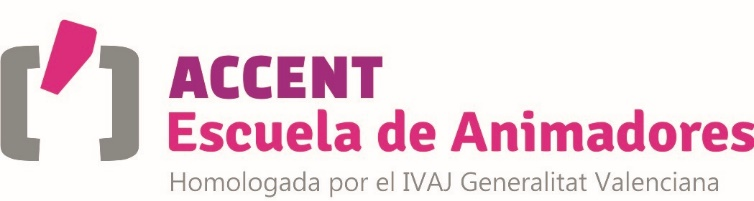 ACCENT
Escuela de Animadores
Homologada por el IVAJ Generalitat Valenciana